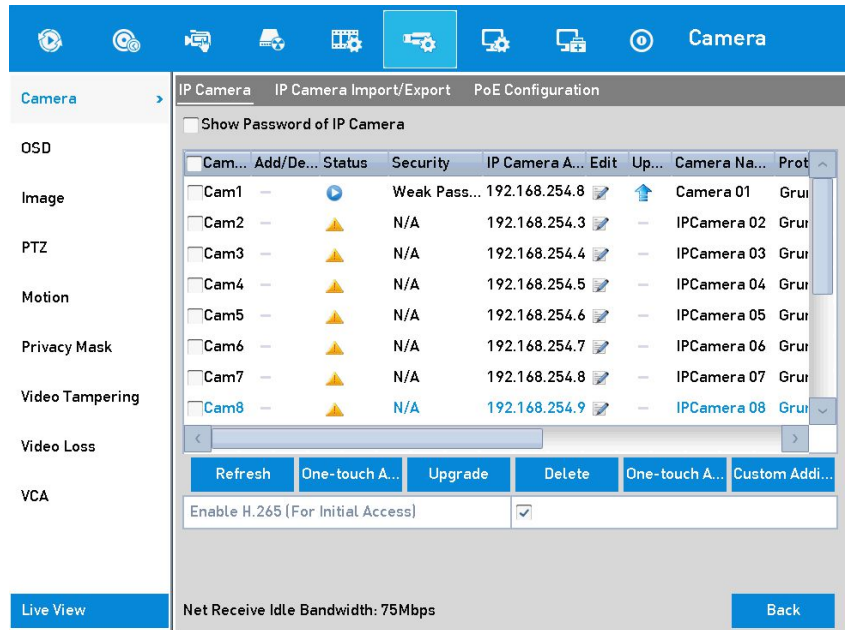 Camera
Camera
OSD
Image
PTZ
Motion
Privacy Mask
Video Tampering
Video Loss
VCA
Live View
IP Camera IP Camera Import/Export PoE Configuration
Show Password of IP Camera
Cam... Add/De... Status Security IP Camera A... Edit Up... Camera Na... Prot
Cam1 Weak Pass... 192.168.254.8 Camera 01 Grur
Cam2 N/A 192.168.254.3 IPCamera 02 Grur
Cam3 N/A 192.168.254.4 IPCamera 03 Grur
Cam4 N/A 192.168.254.5 IPCamera 04 Grur
Cam5 N/A 192.168.254.6 IPCamera 05 Grur
Cam6 N/A 192.168.254.7 IPCamera 06 Grur
Cam7 N/A 192.168.254.8 IPCamera 07 Grur
Cam8 N/A 192.168.254.9 IPCamera 08 Grur
Refresh One-touch A... Upgrade Delete One-touch A... Custom Addi...
Enable H.265 (For Initial Access)
Net Receive Idle Bandwidth: 75Mbps
Back